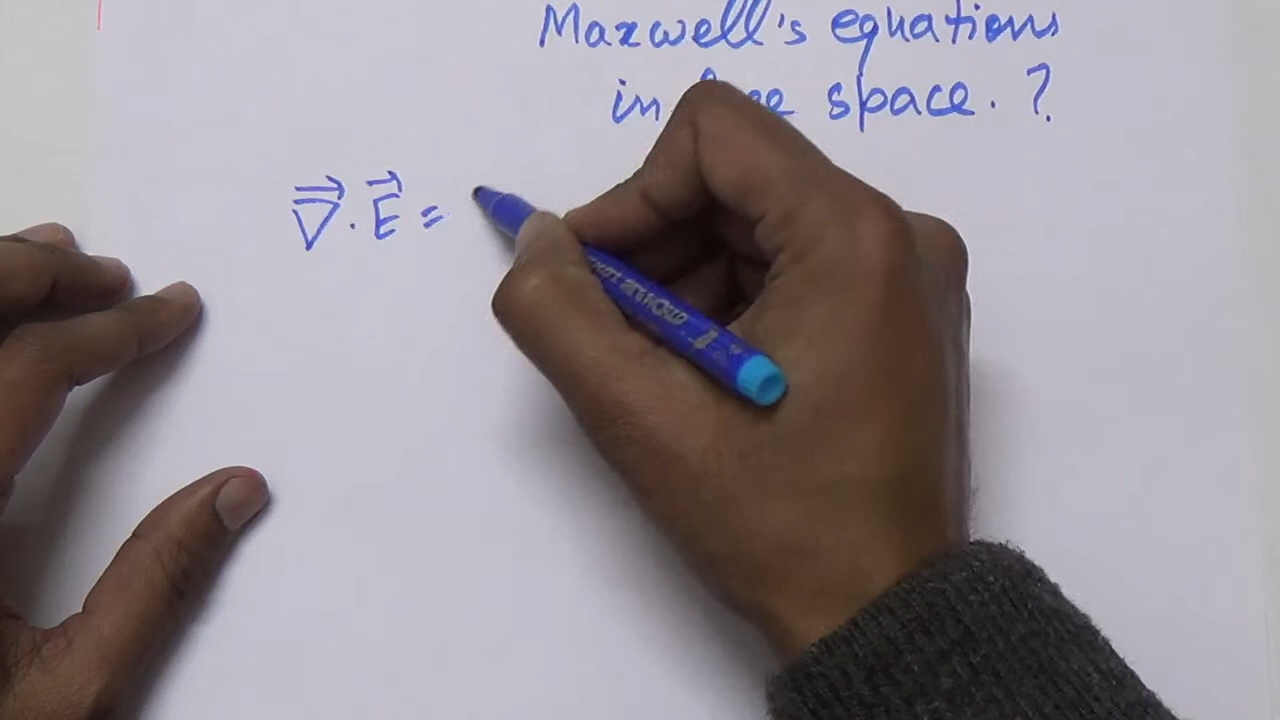 Maxwell's equations
in space. ?
∇⃗ · E⃗ =